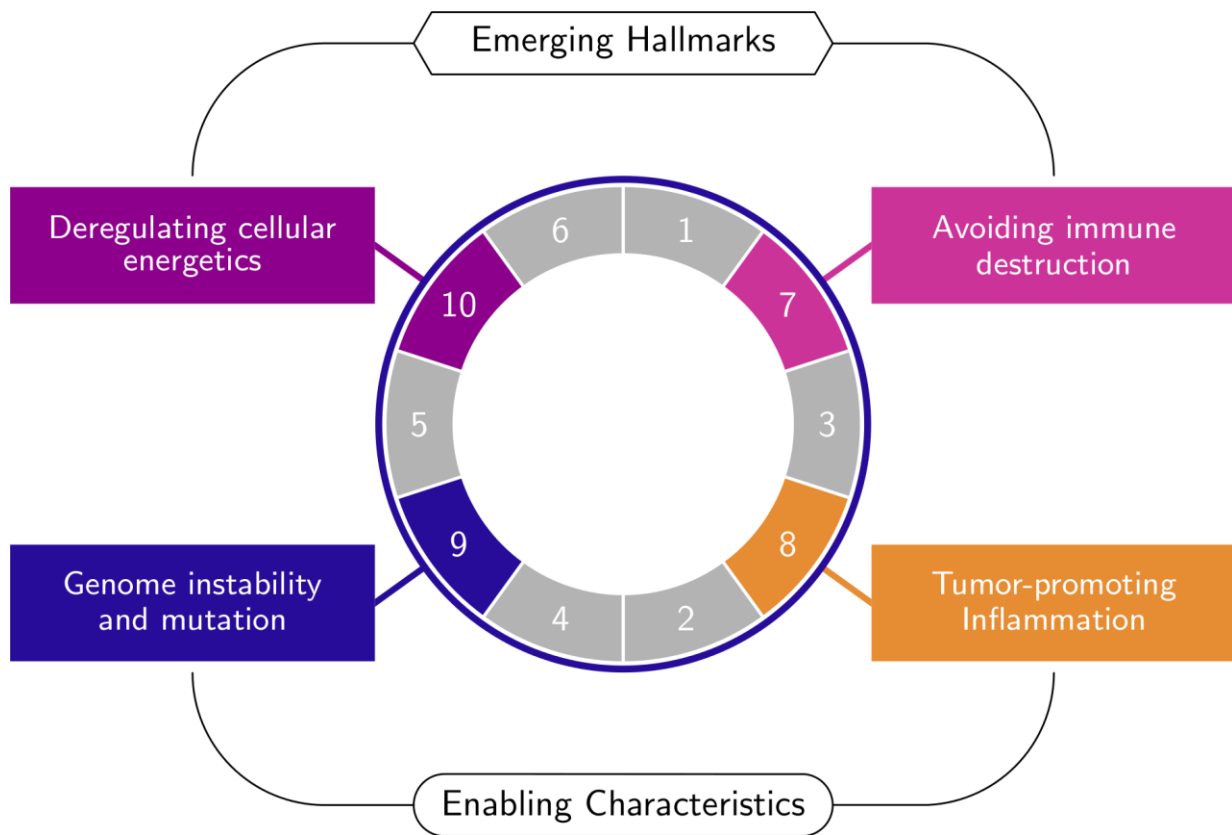 Emerging Hallmarks
Deregulating cellular
energetics
Avoiding immune
destruction
6
1
10
7
5
3
9
8
4
2
Genome instability
and mutation
Tumor-promoting
Inflammation
Enabling Characteristics